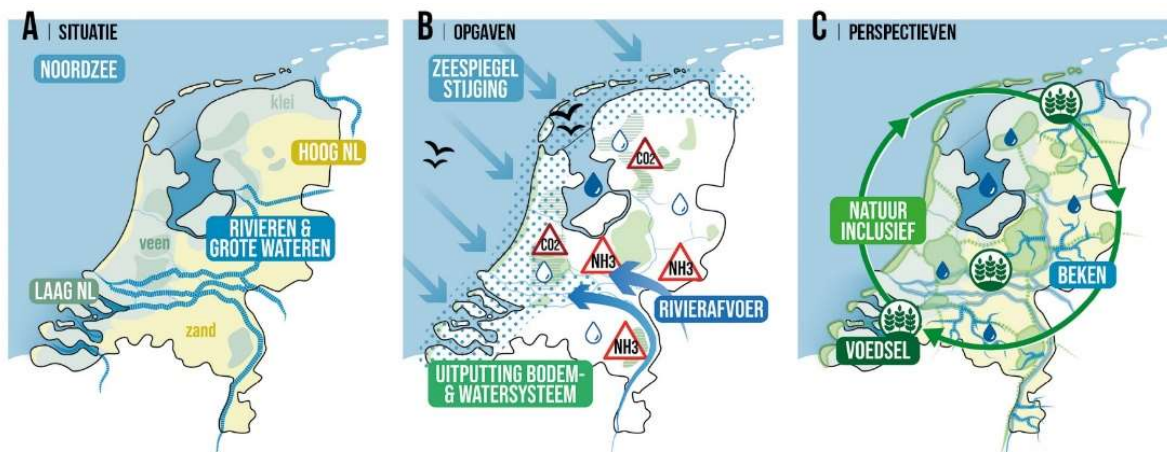 A | SITUATIE
NOORDZEE
klei
HOOG NL
RIVIEREN &
GROTE WATEREN
veen
LAAG NL
zand
B | OPGAVEN
ZEESPIEGEL
STIJGING
CO2
CO2
NH3
NH3
RIVIERAFVOER
NH3
UITPUTTING BODEM-
& WATERSYSTEEM
C | PERSPECTIEVEN
NATUUR
INCLUSIEF
BEKEN
VOEDSEL